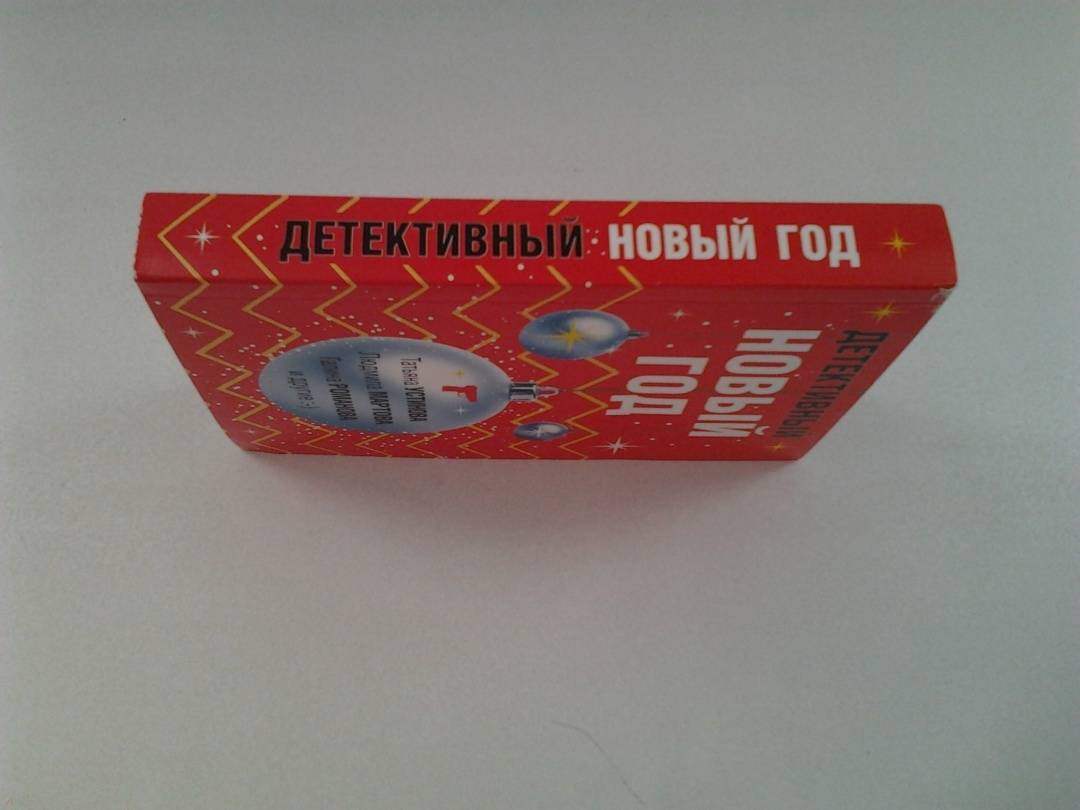 ДЕТЕКТИВНЫЙ НОВЫЙ ГОД
ДЕТЕКТИВНЫЙ
НОВЫЙ
ГОД
Татьяна УСТИНОВА
Людмила МАРТОВА
Галина РОМАНОВА
и другие :-)